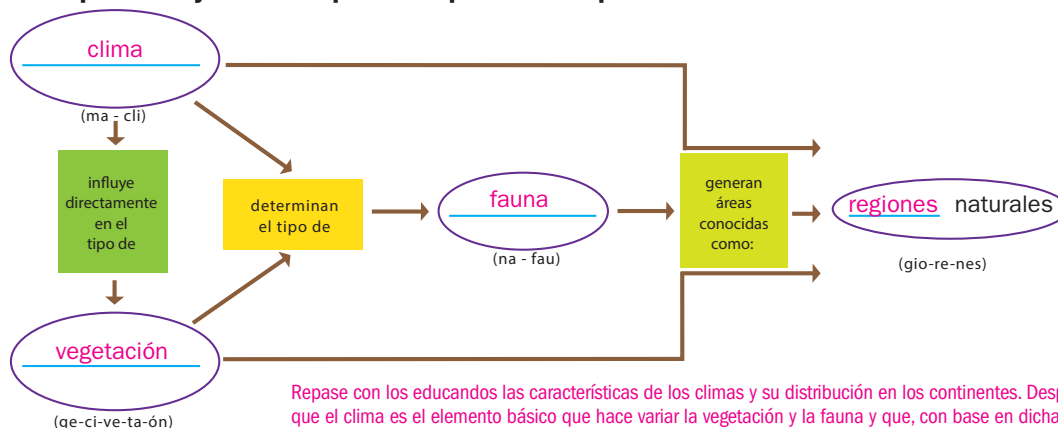 clima
(ma - cli)
influye
directamente
en el
tipo de
vegetación
(ge-ci-ve-ta-ón)
determinan
el tipo de
fauna
(na - fau)
generan
áreas
conocidas
como:
regiones naturales
(gio-re-nes)
Repase con los educandos las características de los climas y su distribución en los continentes.
que el clima es el elemento básico que hace variar la vegetación y la fauna y que, con base en dicha